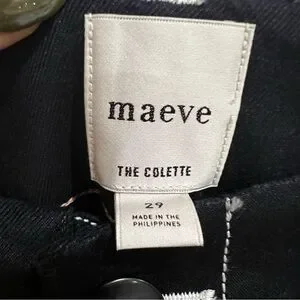 maeve
THE COLETTE
29
MADE IN THE
PHILIPPINES